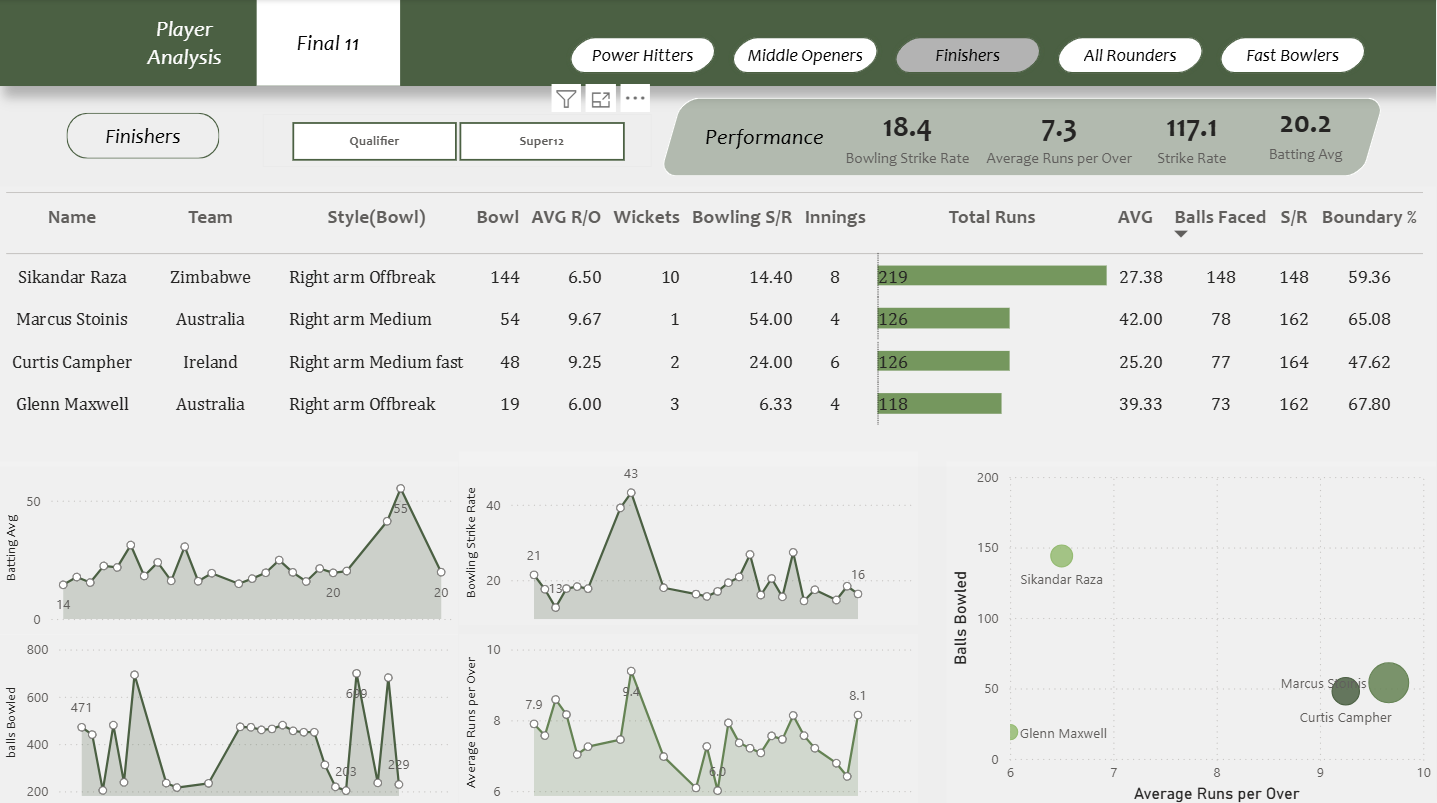 Player
Analysis
Final 11
Power Hitters
Middle Openers
Finishers
All Rounders
Fast Bowlers
Finishers
Qualifier
Super12
Performance
18.4
Bowling Strike Rate
7.3
Average Runs per Over
117.1
Strike Rate
20.2
Batting Avg
Name Team Style(Bowl) Bowl AVG R/O Wickets Bowling S/R Innings Total Runs AVG Balls Faced S/R Boundary %
Sikandar Raza Zimbabwe Right arm Offbreak 144 6.50 10 14.40 8 219 27.38 148 148 59.36
Marcus Stoinis Australia Right arm Medium 54 9.67 1 54.00 4 126 42.00 78 162 65.08
Curtis Campher Ireland Right arm Medium fast 48 9.25 2 24.00 6 126 25.20 77 164 47.62
Glenn Maxwell Australia Right arm Offbreak 19 6.00 3 6.33 4 118 39.33 73 162 67.80
Batting Avg
50
0
14
55
20
20
Bowling Strike Rate
40
20
21
13
43
16
balls Bowled
800
600
400
200
471
699
203
229
Average Runs per Over
10
8
6
7.9
9.4
6.0
8.1
Balls Bowled
200
150
100
50
0
Sikandar Raza
Marcus Stoinis
Curtis Campher
Glenn Maxwell
6 7 8 9 10
Average Runs per Over